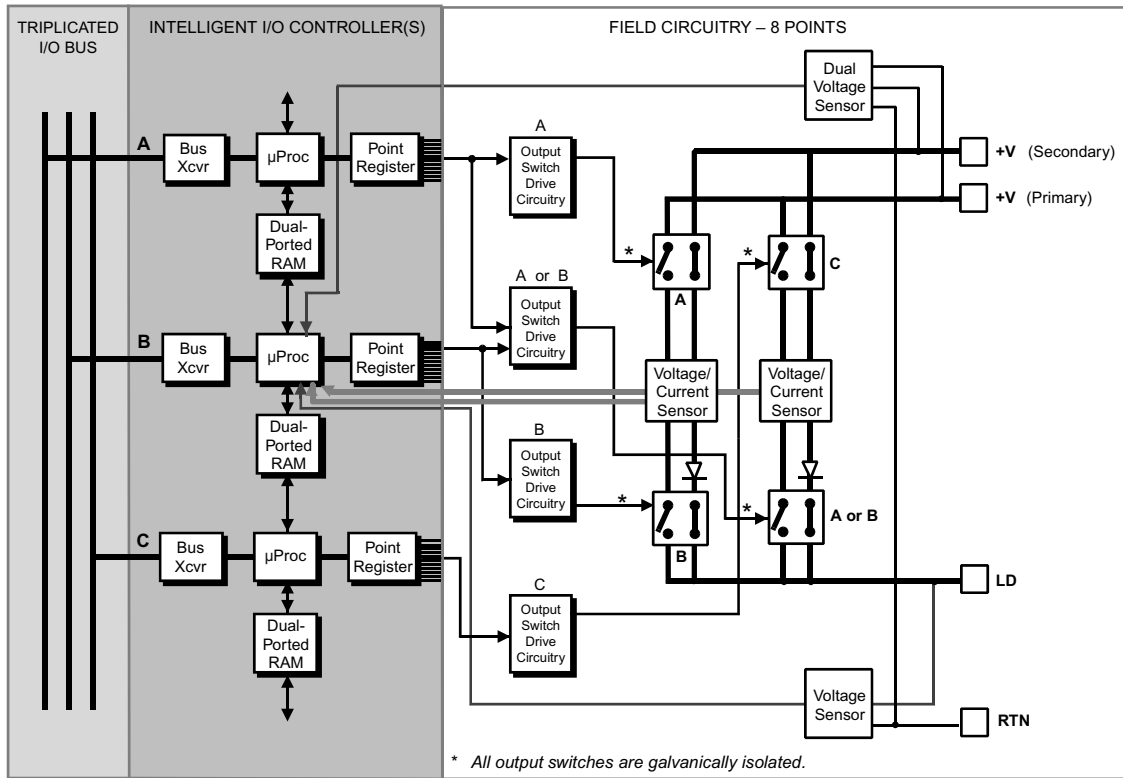 TRIPLICATED
I/O BUS
INTELLIGENT I/O CONTROLLER(S)
FIELD CIRCUITRY – 8 POINTS
Dual
Voltage
Sensor
A
Bus
Xcvr
µProc
Point
Register
A
Output
Switch
Drive
Circuitry
+V (Secondary)
+V (Primary)
Dual-
Ported
RAM
*
A
*
C
A or B
Output
Switch
Drive
Circuitry
B
Bus
Xcvr
µProc
Point
Register
Voltage/
Current
Sensor
Voltage/
Current
Sensor
Dual-
Ported
RAM
B
Output
Switch
Drive
Circuitry
*
B
*
A or B
C
Bus
Xcvr
µProc
Point
Register
LD
C
Output
Switch
Drive
Circuitry
Dual-
Ported
RAM
Voltage
Sensor
RTN
* All output switches are galvanically isolated.